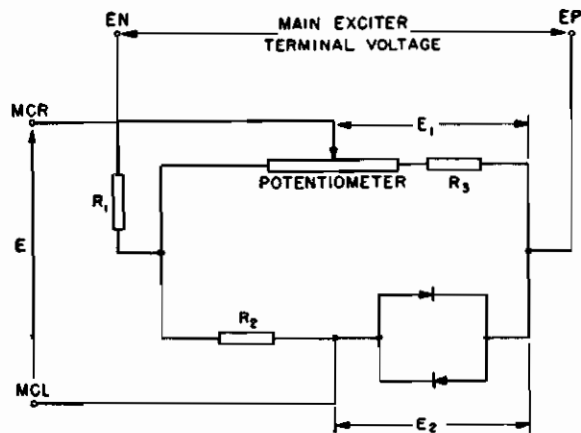 EN
MAIN EXCITER
TERMINAL VOLTAGE
EP
MCR
E₁
POTENTIOMETER
R₃
R₁
E
R₂
MCL
E₂